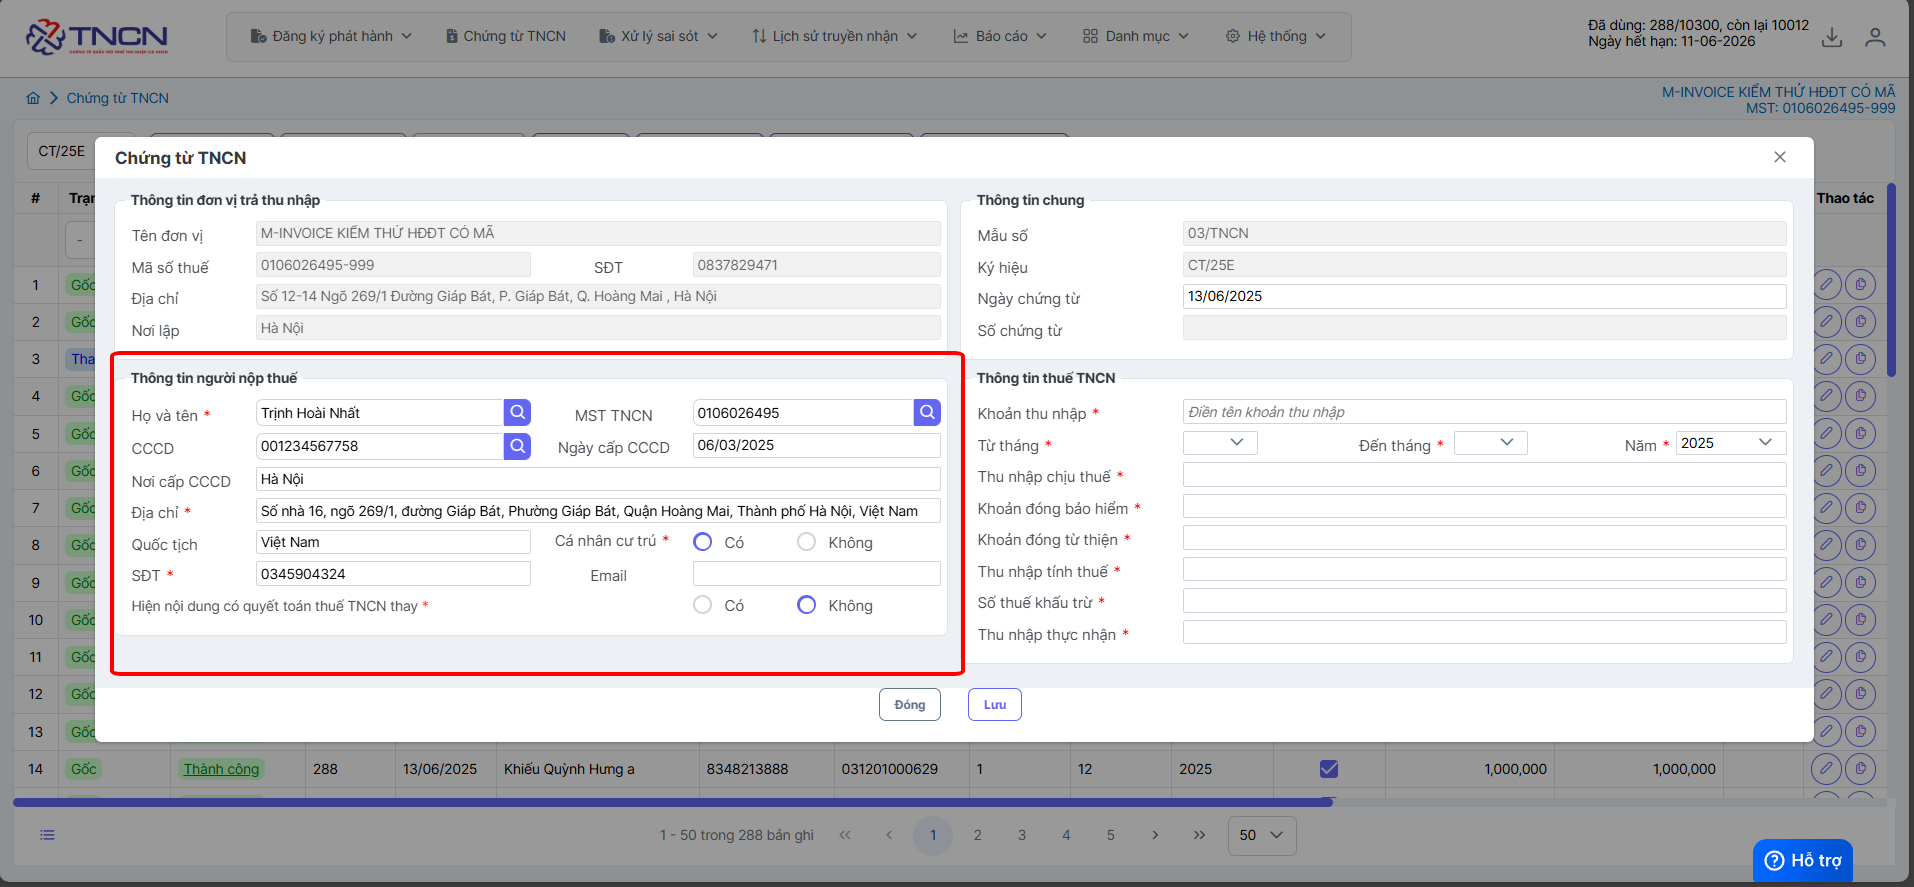 TNCN
CHỨNG TỪ KHẤU TRỪ THUẾ THU NHẬP CÁ NHÂN
Đăng ký phát hành
Chứng từ TNCN
Xử lý sai sót
Lịch sử truyền nhận
Báo cáo
Danh mục
Hệ thống
Đã dùng: 288/10300, còn lại 10012
Ngày hết hạn: 11-06-2026
Chứng từ TNCN
M-INVOICE KIỂM THỬ HĐĐT CÓ MÃ
MST: 0106026495-999
CT/25E
Chứng từ TNCN
# Thao tác
Thông tin đơn vị trả thu nhập
Tên đơn vị M-INVOICE KIỂM THỬ HĐĐT CÓ MÃ
Mã số thuế 0106026495-999 SĐT 0837829471
Địa chỉ Số 12-14 Ngõ 269/1 Đường Giáp Bát, P. Giáp Bát, Q. Hoàng Mai , Hà Nội
Nơi lập Hà Nội
Thông tin chung
Mẫu số 03/TNCN
Ký hiệu CT/25E
Ngày chứng từ 13/06/2025
Số chứng từ
Thông tin người nộp thuế
Họ và tên * Trịnh Hoài Nhất MST TNCN 0106026495
CCCD 001234567758 Ngày cấp CCCD 06/03/2025
Nơi cấp CCCD Hà Nội
Địa chỉ * Số nhà 16, ngõ 269/1, đường Giáp Bát, Phường Giáp Bát, Quận Hoàng Mai, Thành phố Hà Nội, Việt Nam
Quốc tịch Việt Nam Cá nhân cư trú * Có Không
SĐT * 0345904324 Email
Hiện nội dung có quyết toán thuế TNCN thay * Có Không
Thông tin thuế TNCN
Khoản thu nhập * Điền tên khoản thu nhập
Từ tháng * Đến tháng * Năm * 2025
Thu nhập chịu thuế *
Khoản đóng bảo hiểm *
Khoản đóng từ thiện *
Thu nhập tính thuế *
Số thuế khấu trừ *
Thu nhập thực nhận *
Đóng Lưu
1 Gốc
2 Gốc
3
4 Gốc
5 Gốc
6 Gốc
7 Gốc
8 Gốc
9 Gốc
10 Gốc
11 Gốc
12 Gốc
13 Gốc
14 Gốc Thành công 288 13/06/2025 Khiếu Quỳnh Hưng a 8348213888 031201000629 1 12 2025 1,000,000 1,000,000
1 - 50 trong 288 bản ghi « ‹ 1 2 3 4 5 › » 50
Hỗ trợ